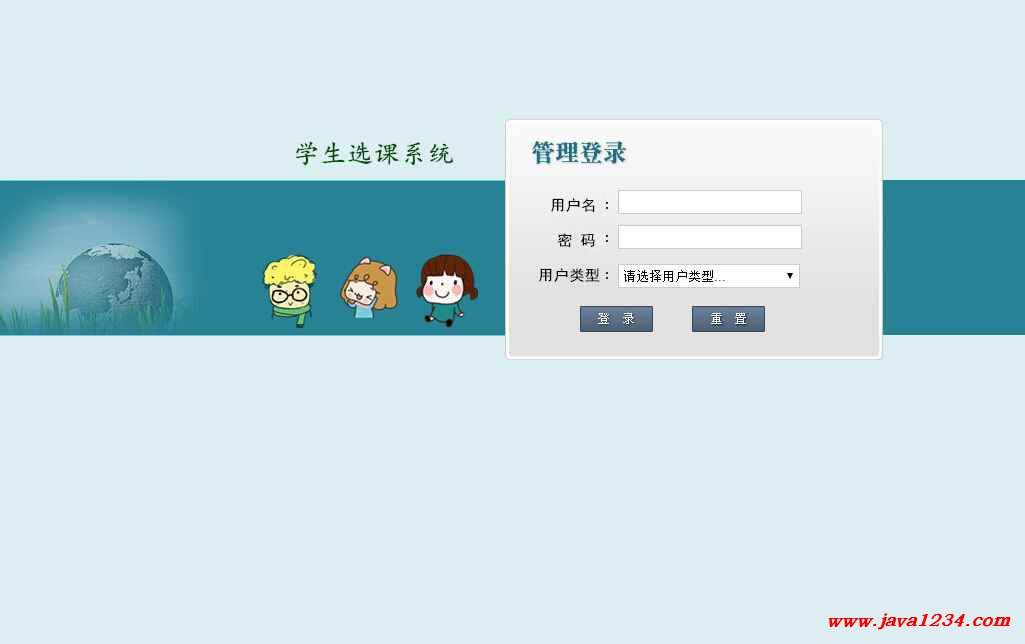 学生选课系统
管理登录
用户名 ：
密 码 ：
用户类型： 请选择用户类型... ▼
登 录 重 置
www.java1234.com